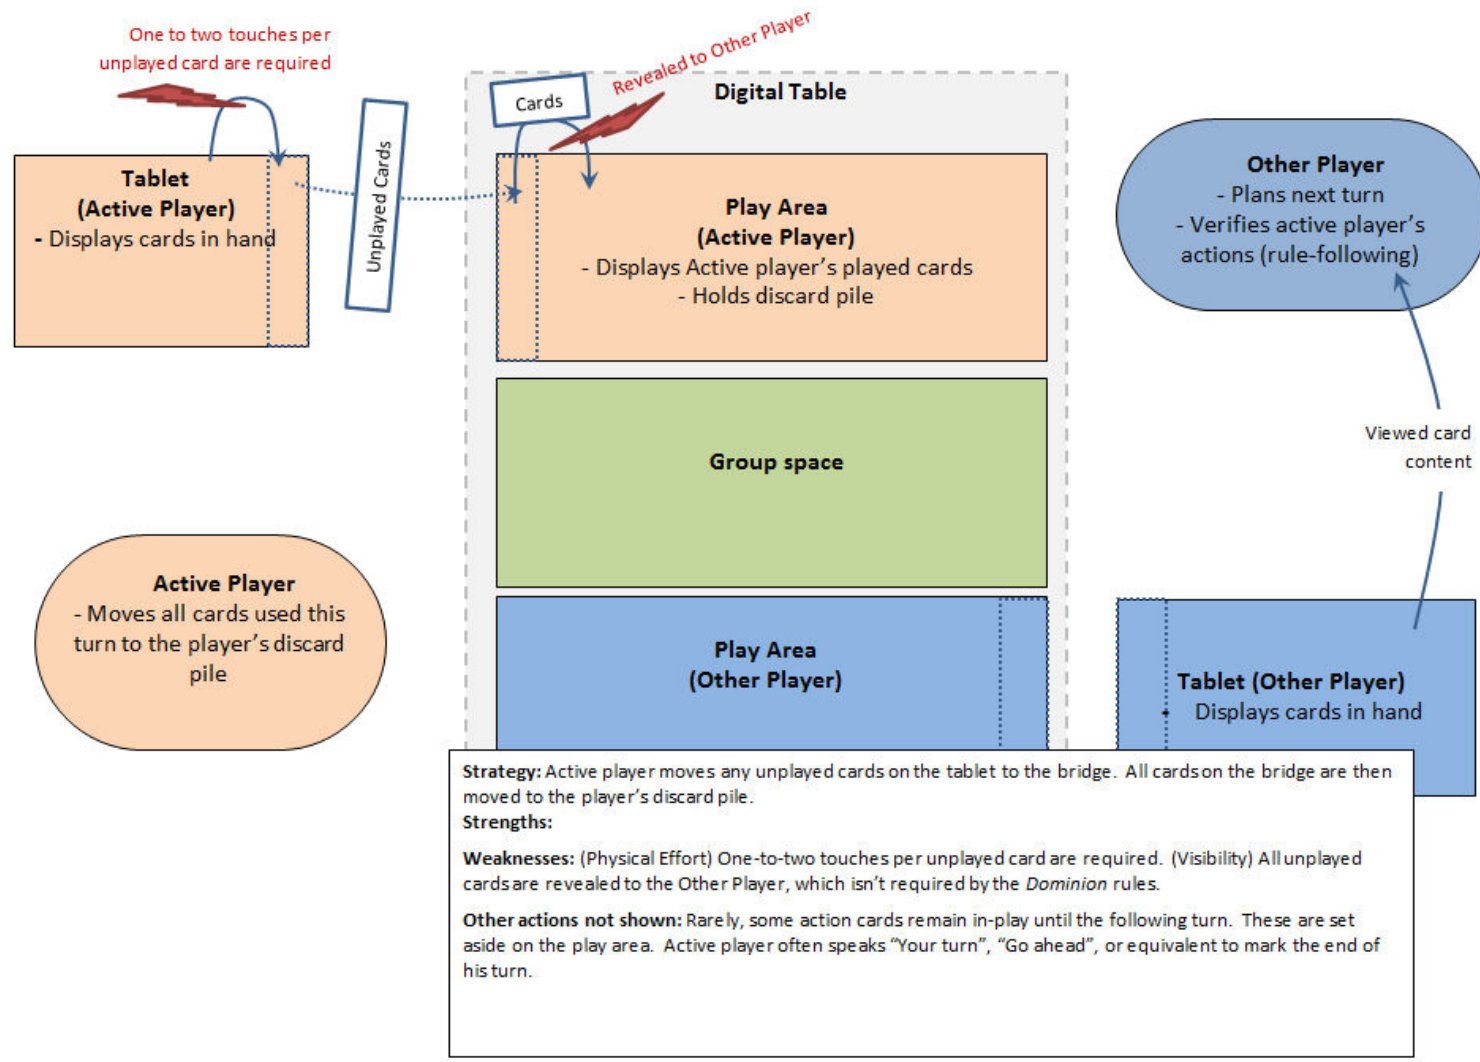 One to two touches per
unplayed card are required
Revealed to Other Player
Cards
Unplayed Cards
Digital Table
Tablet
(Active Player)
- Displays cards in hand
Play Area
(Active Player)
- Displays Active player's played cards
- Holds discard pile
Other Player
- Plans next turn
- Verifies active player's
actions (rule-following)
Group space
Viewed card
content
Active Player
- Moves all cards used this
turn to the player's discard
pile
Play Area
(Other Player)
Tablet (Other Player)
- Displays cards in hand
Strategy: Active player moves any unplayed cards on the tablet to the bridge. All cards on the bridge are then
moved to the player's discard pile.
Strengths:
Weaknesses: (Physical Effort) One-to-two touches per unplayed card are required. (Visibility) All unplayed
cards are revealed to the Other Player, which isn't required by the Dominion rules.
Other actions not shown: Rarely, some action cards remain in-play until the following turn. These are set
aside on the play area. Active player often speaks “Your turn”, “Go ahead”, or equivalent to mark the end of
his turn.